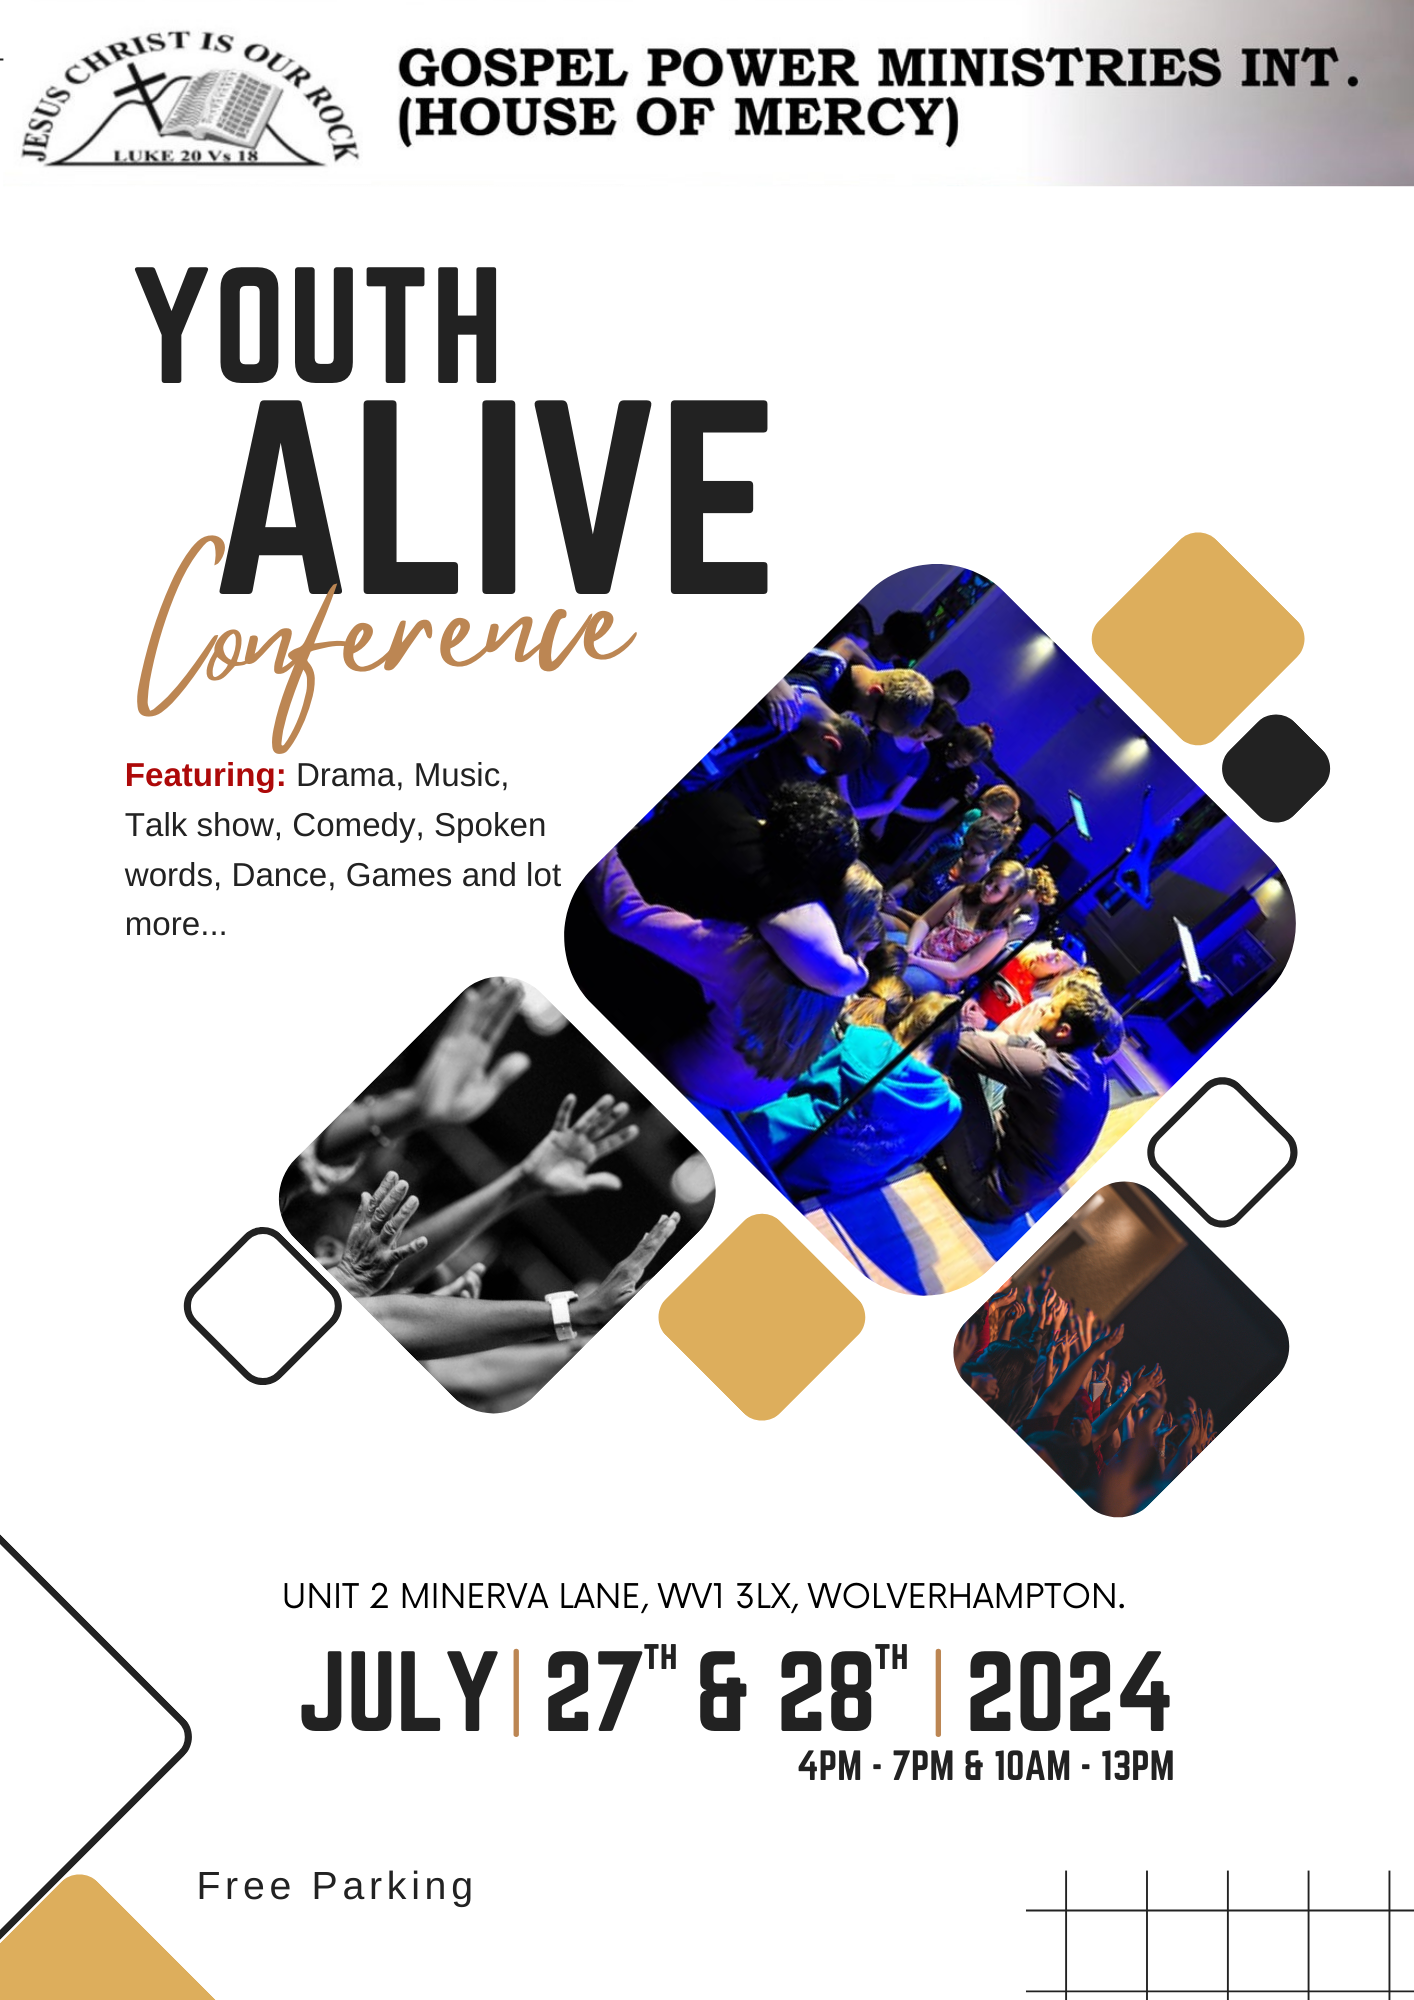 JESUS CHRIST IS OUR ROCK
LUKE 20 Vs 18
GOSPEL POWER MINISTRIES INT.
(HOUSE OF MERCY)
YOUTH
ALIVE
Conference
Featuring: Drama, Music,
Talk show, Comedy, Spoken
words, Dance, Games and lot
more...
UNIT 2 MINERVA LANE, WV1 3LX, WOLVERHAMPTON.
JULY| 27TH & 28TH | 2024
4PM - 7PM & 10AM - 13PM
Free Parking